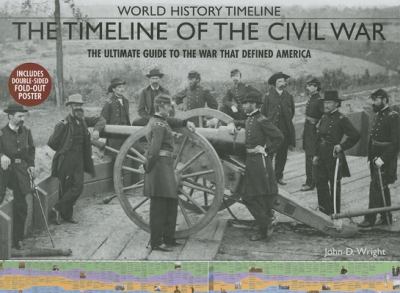 WORLD HISTORY TIMELINE
THE TIMELINE OF THE CIVIL WAR
THE ULTIMATE GUIDE TO THE WAR THAT DEFINED AMERICA
INCLUDES
DOUBLE-SIDED
FOLD-OUT
POSTER
John D. Wright